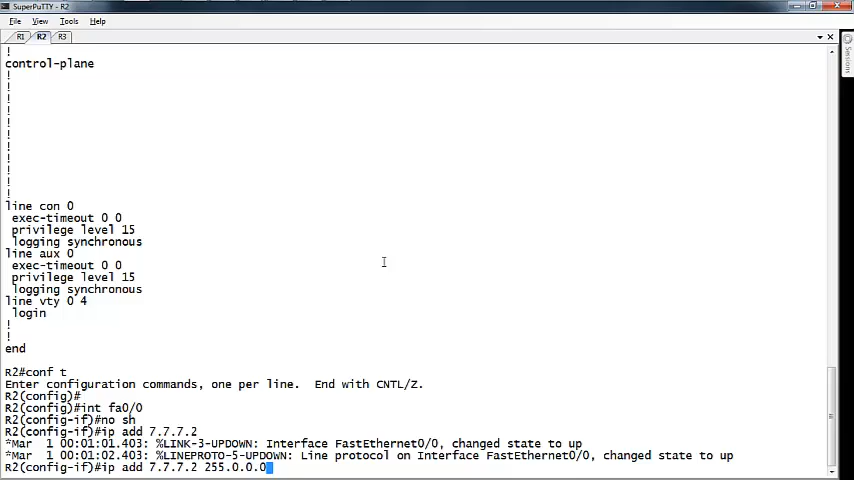 SuperPuTTY - R2
File View Tools Help
R1 R2 R3
!
control-plane
!
!
!
!
!
!
!
!
!
!
line con 0
exec-timeout 0 0
privilege level 15
logging synchronous
line aux 0
exec-timeout 0 0
privilege level 15
logging synchronous
line vty 0 4
login
!
!
end
R2#conf t
Enter configuration commands, one per line.  End with CNTL/Z.
R2(config)#
R2(config)#int fa0/0
R2(config-if)#no sh
R2(config-if)#ip add 7.7.7.2
*Mar  1 00:01:01.403: %LINK-3-UPDOWN: Interface FastEthernet0/0, changed state to up
*Mar  1 00:01:02.403: %LINEPROTO-5-UPDOWN: Line protocol on Interface FastEthernet0/0, changed state to up
R2(config-if)#ip add 7.7.7.2 255.0.0.0
Sessions